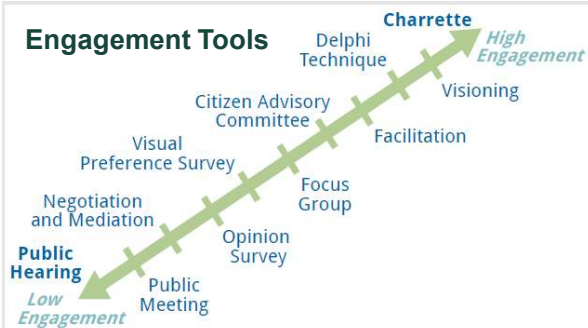 Engagement Tools
Charrette
High
Engagement
Delphi
Technique
Visioning
Citizen Advisory
Committee
Facilitation
Visual
Preference Survey
Focus
Group
Negotiation
and Mediation
Opinion
Survey
Public
Hearing
Public
Meeting
Low
Engagement